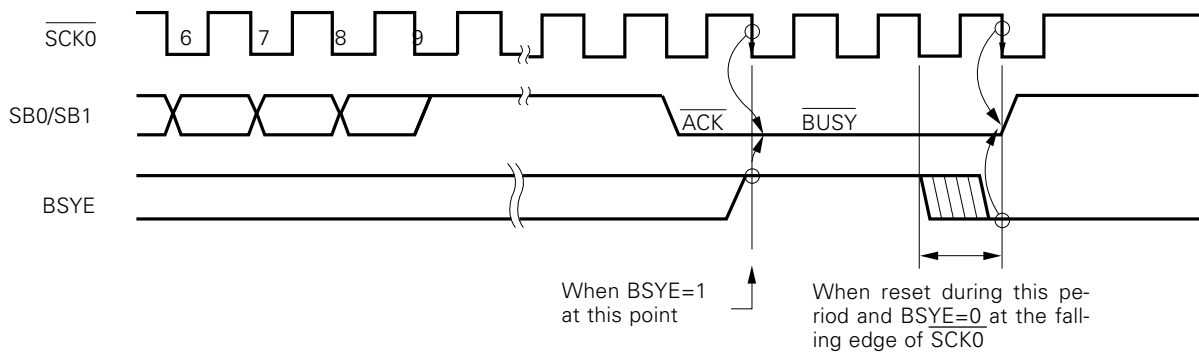 SCK0
6 7 8 9
SB0/SB1
ACK BUSY
BSYE
When BSYE=1
at this point
When reset during this pe-
riod and BSYE=0 at the fall-
ing edge of SCK0